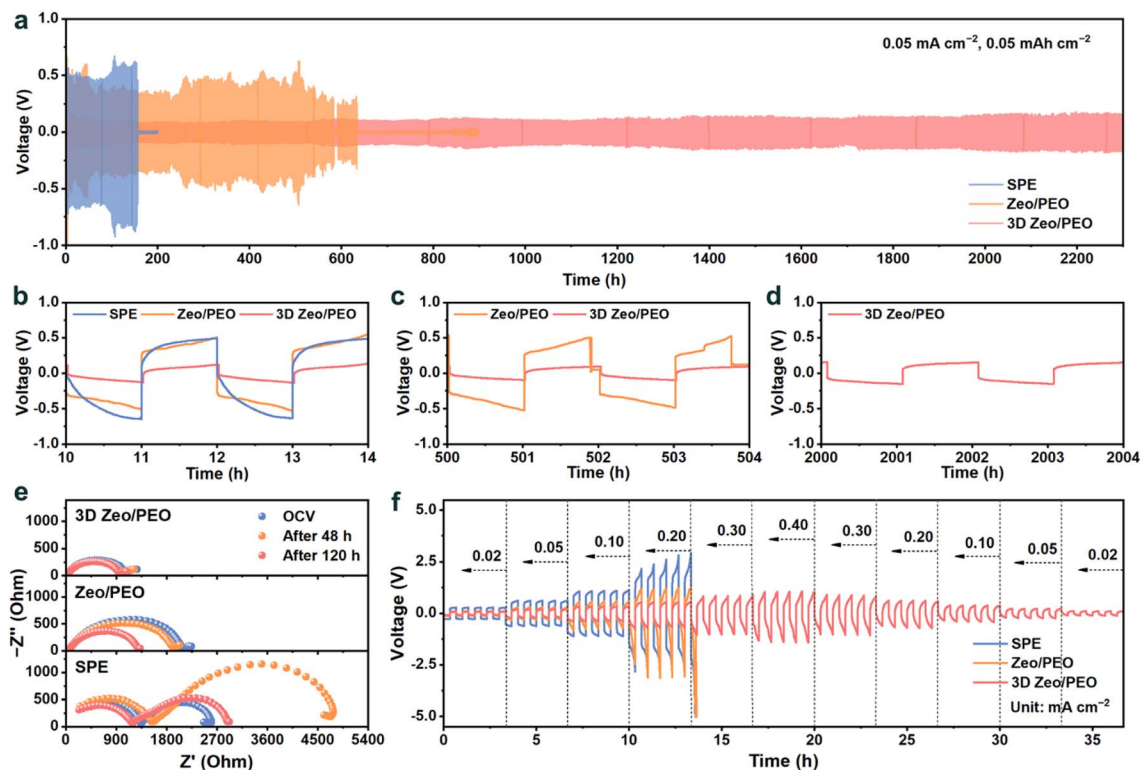 a
1.0
0.5
0.0
-0.5
-1.0
Voltage (V)
0.05 mA cm⁻², 0.05 mAh cm⁻²
SPE
Zeo/PEO
3D Zeo/PEO
0 200 400 600 800 1000 1200 1400 1600 1800 2000 2200
Time (h)
b
1.0
0.5
0.0
-0.5
-1.0
Voltage (V)
SPE Zeo/PEO 3D Zeo/PEO
10 11 12 13 14
Time (h)
c
1.0
0.5
0.0
-0.5
-1.0
Voltage (V)
Zeo/PEO 3D Zeo/PEO
500 501 502 503 504
Time (h)
d
1.0
0.5
0.0
-0.5
-1.0
Voltage (V)
3D Zeo/PEO
2000 2001 2002 2003 2004
Time (h)
e
3D Zeo/PEO
OCV
After 48 h
After 120 h
1000
500
0
Zeo/PEO
1000
500
0
SPE
1000
500
0
−Z'' (Ohm)
0 900 1800 2700 3600 4500 5400
Z' (Ohm)
f
5.0
2.5
0.0
-2.5
-5.0
Voltage (V)
0.02 0.05 0.10 0.20 0.30 0.40 0.30 0.20 0.10 0.05 0.02
SPE
Zeo/PEO
3D Zeo/PEO
Unit: mA cm⁻²
0 5 10 15 20 25 30 35
Time (h)